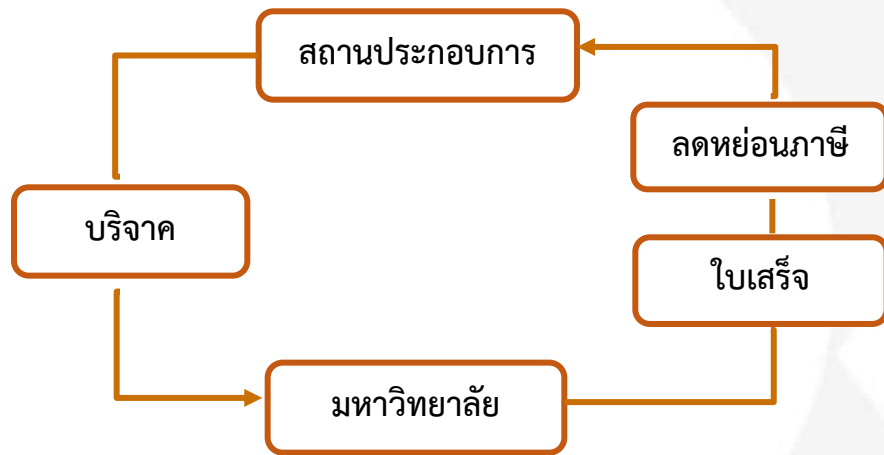 สถานประกอบการ
ลดหย่อนภาษี
บริจาค
ใบเสร็จ
มหาวิทยาลัย